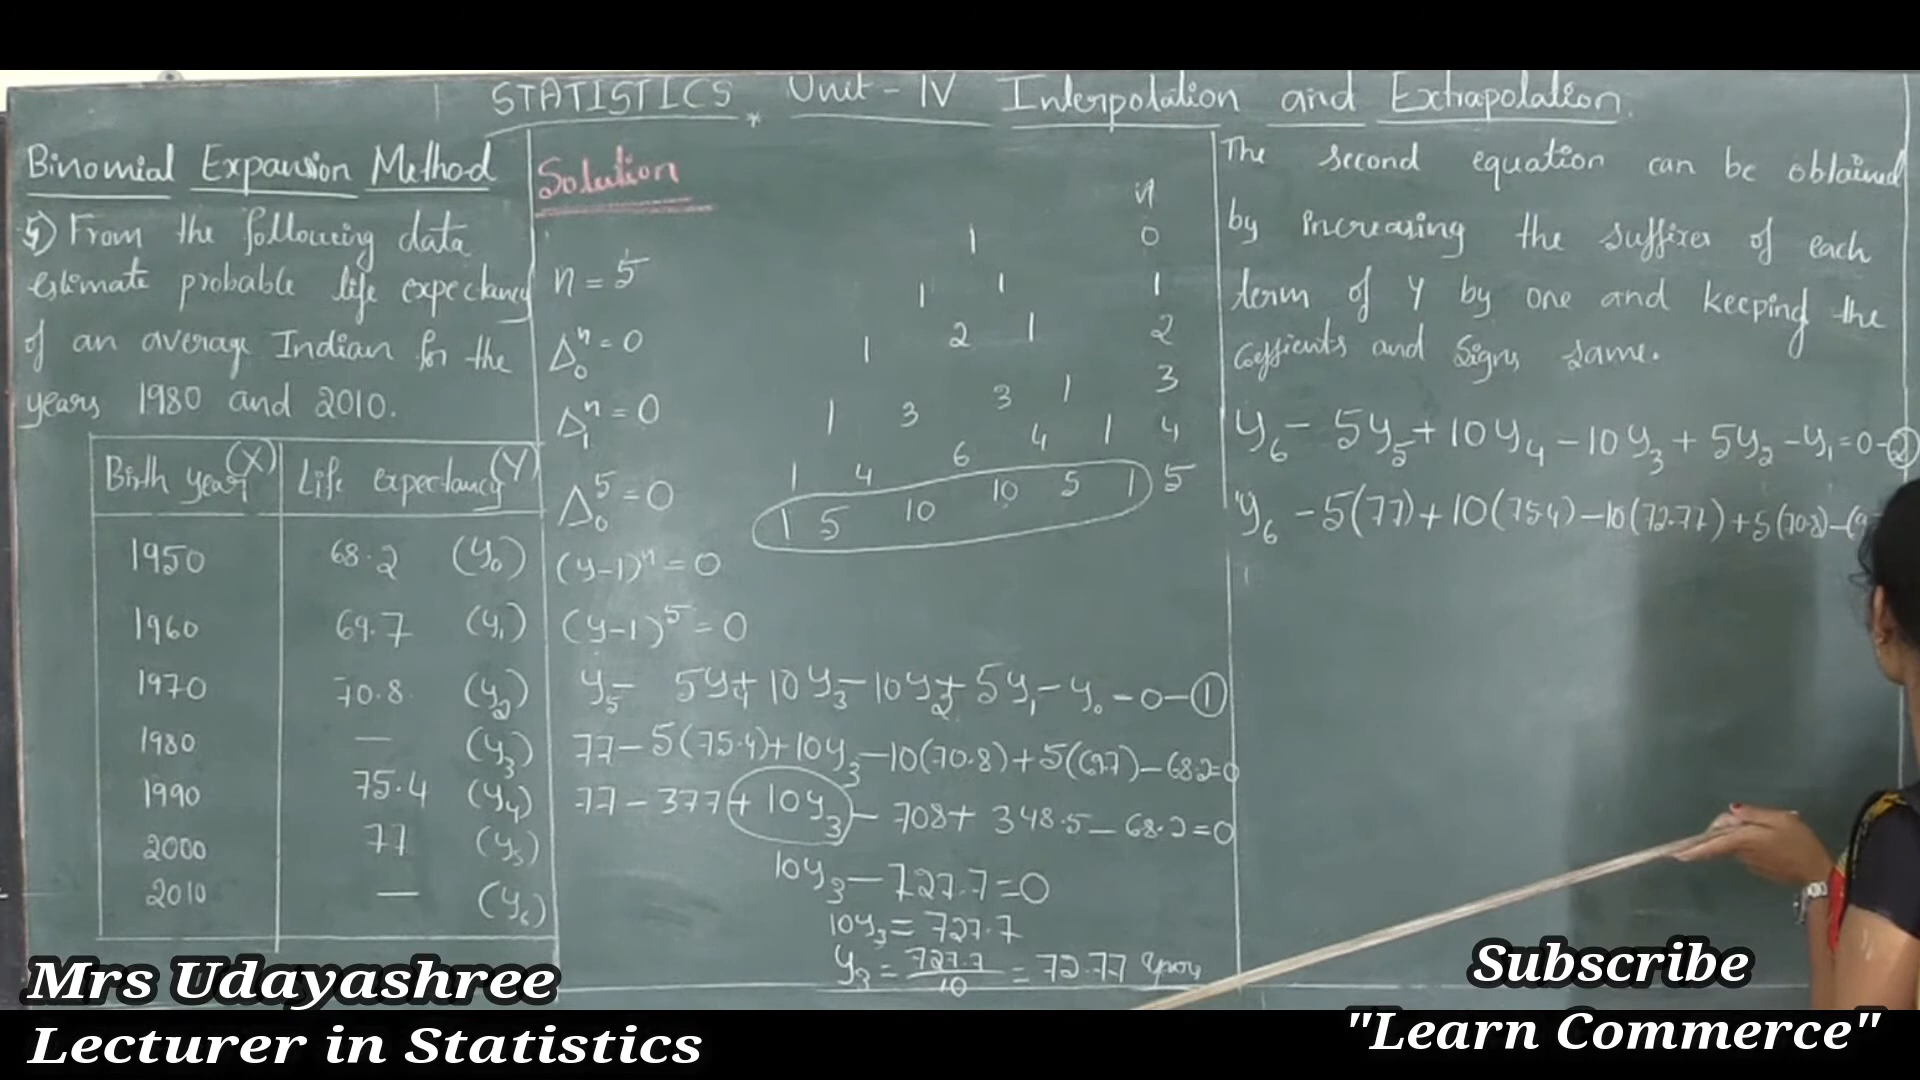 STATISTICS Unit - IV Interpolation and Extrapolation.
Binomial Expansion Method
From the following data
estimate probable life expectancy
of an average Indian for the
years 1980 and 2010.
Birth year (X) Life expectancy (Y)
1950 68.2 (y₀)
1960 69.7 (y₁)
1970 70.8 (y₂)
1980 — (y₃)
1990 75.4 (y₄)
2000 77 (y₅)
2010 — (y₆)
Solution
n = 5
Δ₀ⁿ = 0
Δ₁ⁿ = 0
Δ₀⁵ = 0
(y-1)ⁿ = 0
(y-1)⁵ = 0
n
1 0
1 1 1
1 2 1 2
1 3 3 1 3
1 4 6 4 1 4
1 5 10 10 5 1 5
y₅ - 5y₄ + 10y₃ - 10y₂ + 5y₁ - y₀ - 0 - ①
77 - 5(75.4) + 10y₃ - 10(70.8) + 5(69.7) - 68.2 = 0
77 - 377 + 10y₃ - 708 + 348.5 - 68.2 = 0
10y₃ - 727.7 = 0
10y₃ = 727.7
y₃ = 727.7/10 = 72.77
The second equation can be obtained
by increasing the suffixes of each
term of Y by one and keeping the
and Signs same.
y₆ - 5y₅ + 10y₄ - 10y₃ + 5y₂ - y₁ = 0 - ②
y₆ - 5(77) + 10(75.4) - 10(72.77) + 5(70.8) - (
Mrs Udayashree
Lecturer in Statistics
Subscribe
"Learn Commerce"